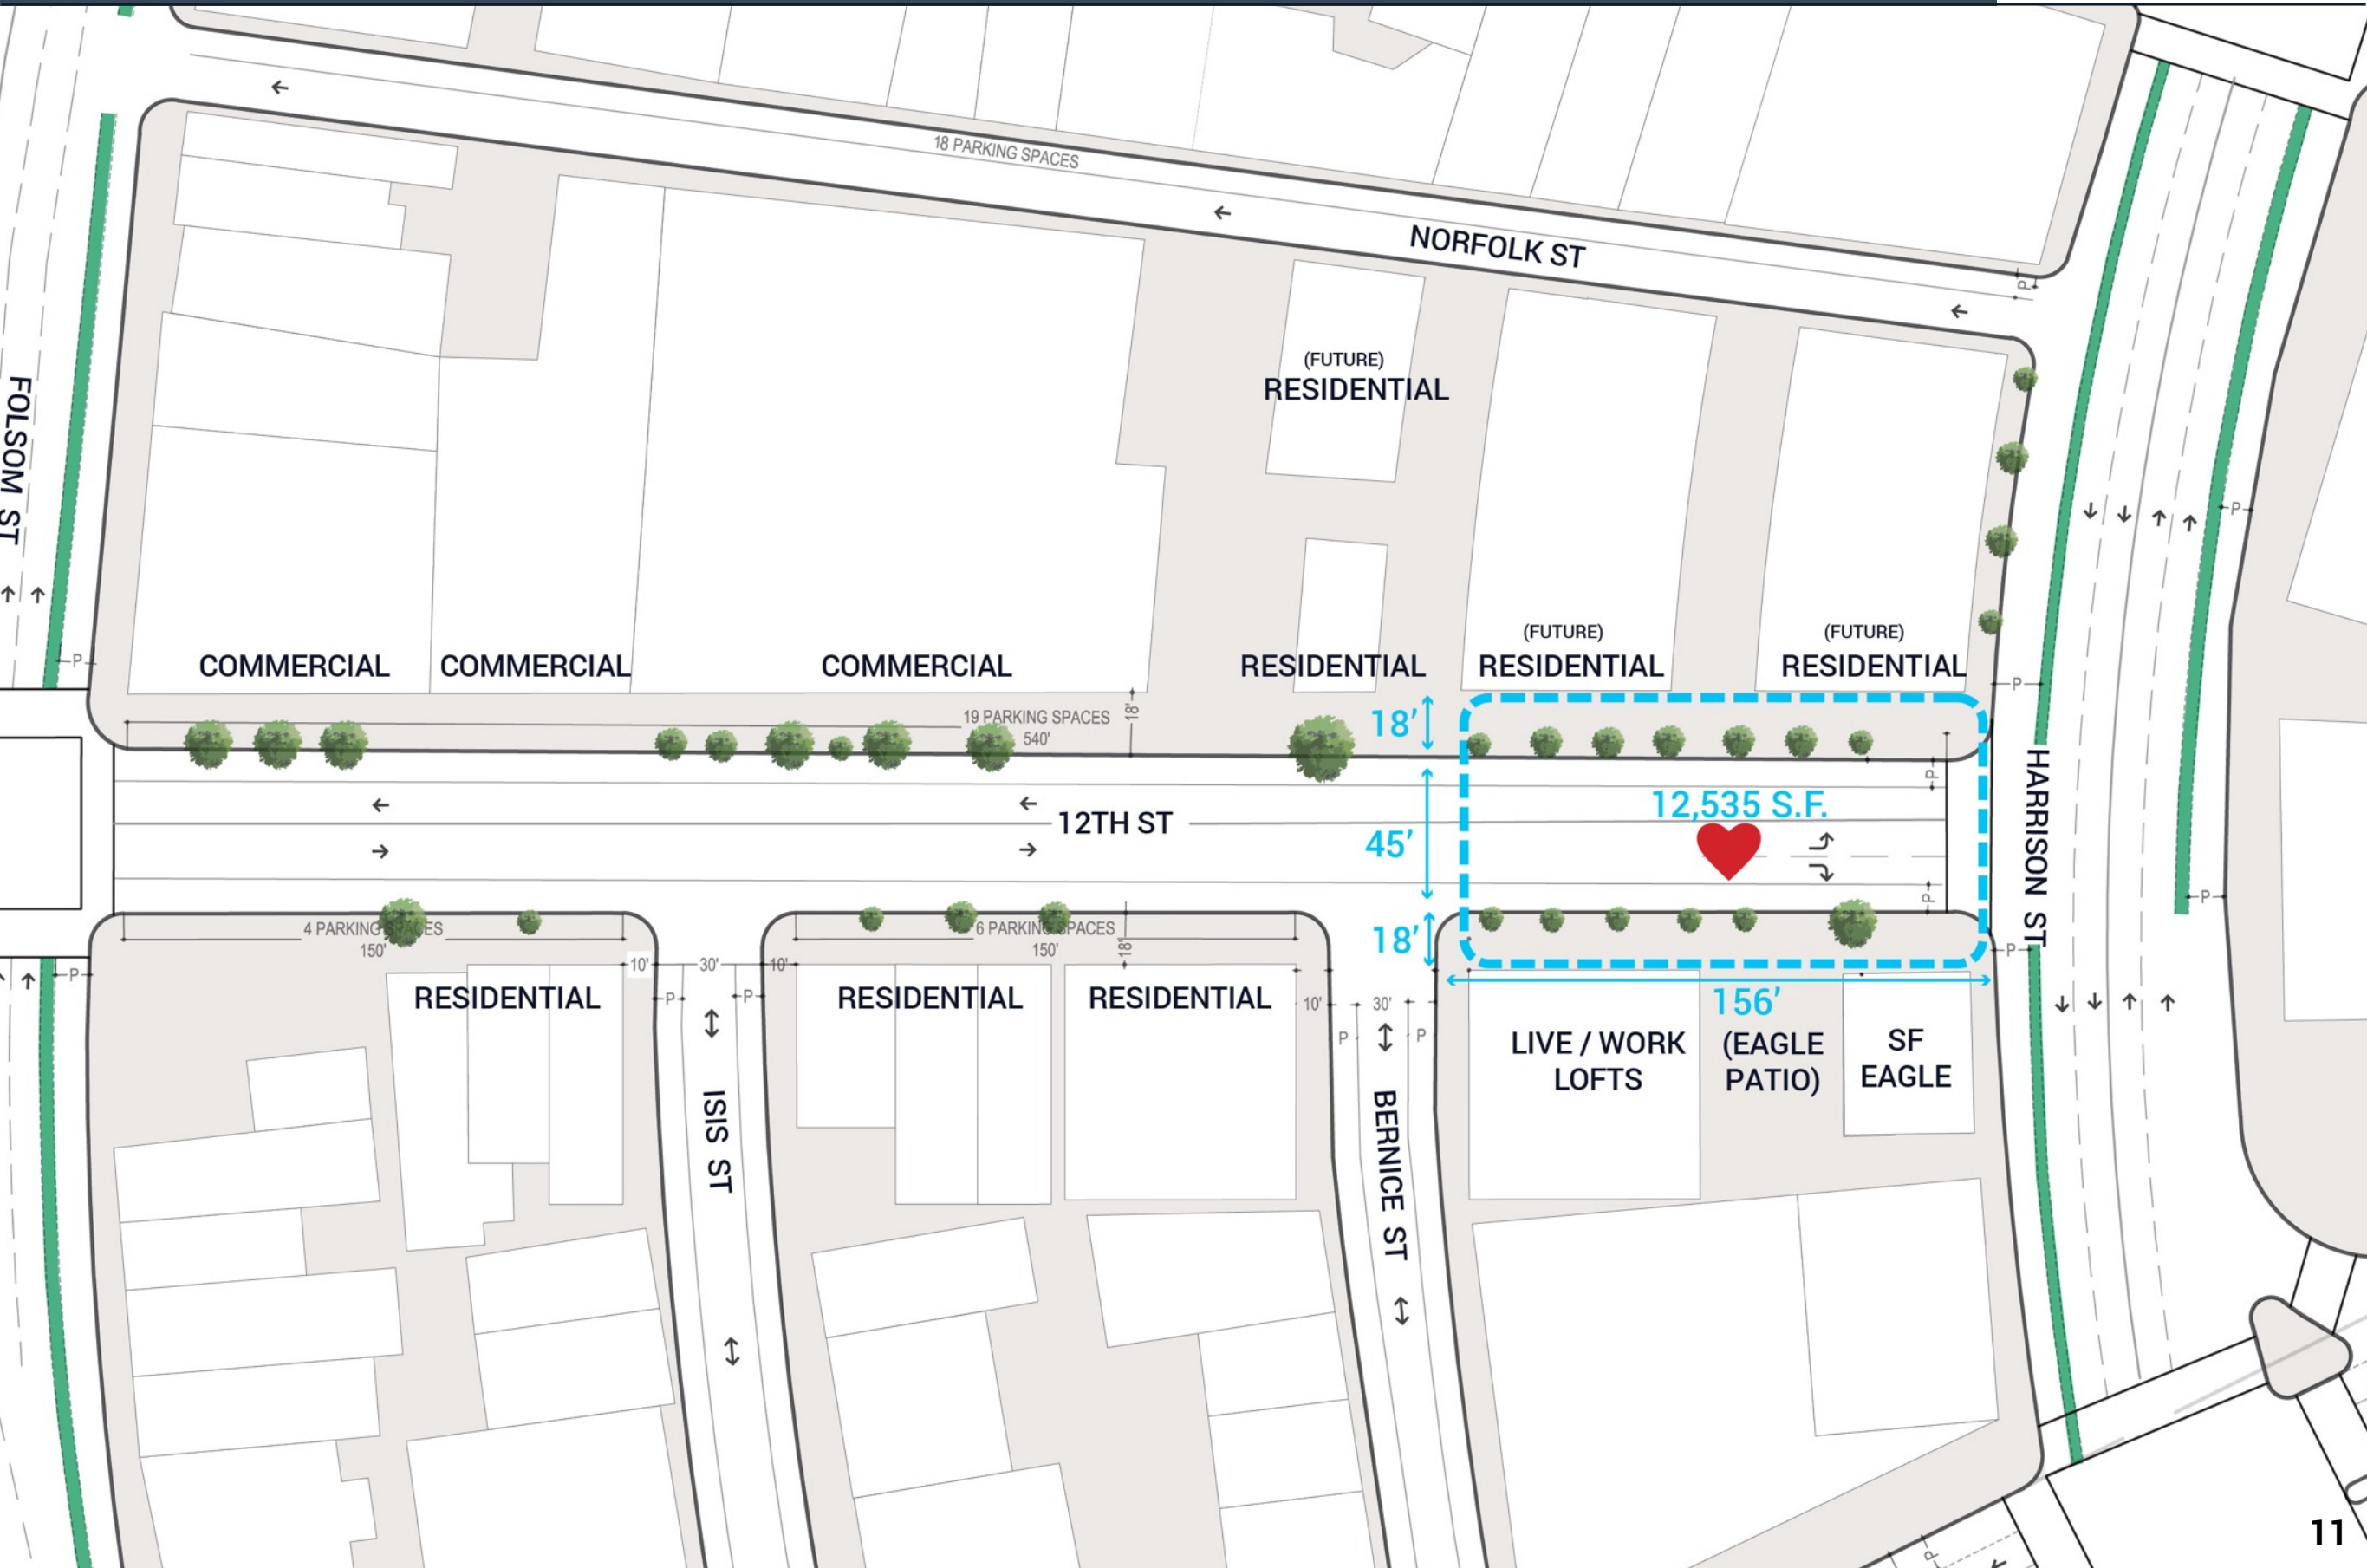 18 PARKING SPACES
NORFOLK ST
P
FOLSOM ST
(FUTURE)
RESIDENTIAL
P
(FUTURE)
(FUTURE)
P
COMMERCIAL
COMMERCIAL
COMMERCIAL
RESIDENTIAL
RESIDENTIAL
RESIDENTIAL
P
19 PARKING SPACES
540'
18'
18'
P
12TH ST
45'
12,535 S.F.
HARRISON ST
P
P
4 PARKING SPACES
150'
6 PARKING SPACES
150'
18'
18'
P
P
10'
30'
10'
RESIDENTIAL
P
P
RESIDENTIAL
RESIDENTIAL
10'
30'
156'
P
P
LIVE / WORK
LOFTS
(EAGLE
PATIO)
SF
EAGLE
ISIS ST
BERNICE ST
11
P